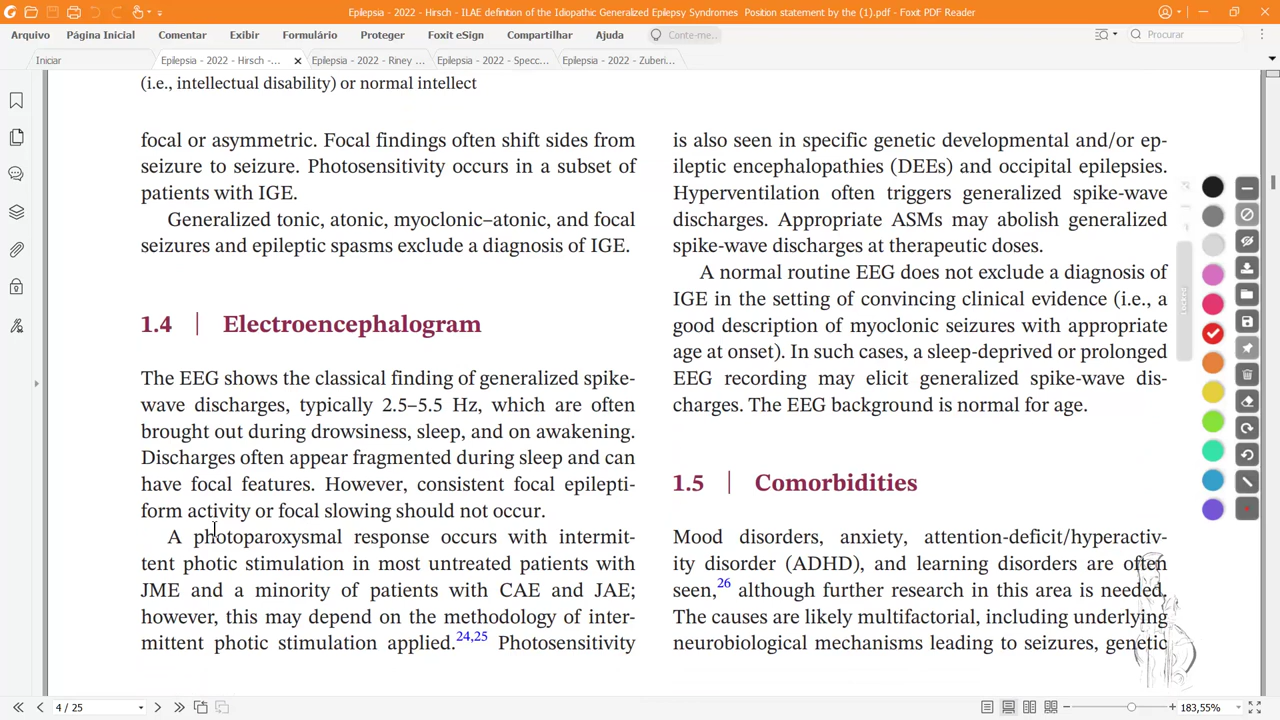 Epilepsia - 2022 - Hirsch - ILAE definition of the Idiopathic Generalized Epilepsy Syndromes Position statement by the (1).pdf - Foxit PDF Reader
Arquivo Página Inicial Comentar Exibir Formulário Proteger Foxit eSign Compartilhar Ajuda Conte-me... Procurar
Iniciar Epilepsia - 2022 - Hirsch -... Epilepsia - 2022 - Riney ... Epilepsia - 2022 - Specc... Epilepsia - 2022 - Zuberi...
(i.e., intellectual disability) or normal intellect
focal or asymmetric. Focal findings often shift sides from
seizure to seizure. Photosensitivity occurs in a subset of
patients with IGE.
Generalized tonic, atonic, myoclonic–atonic, and focal
seizures and epileptic spasms exclude a diagnosis of IGE.
1.4 | Electroencephalogram
The EEG shows the classical finding of generalized spike-
wave discharges, typically 2.5–5.5 Hz, which are often
brought out during drowsiness, sleep, and on awakening.
Discharges often appear fragmented during sleep and can
have focal features. However, consistent focal epilepti-
form activity or focal slowing should not occur.
A photoparoxysmal response occurs with intermit-
tent photic stimulation in most untreated patients with
JME and a minority of patients with CAE and JAE;
however, this may depend on the methodology of inter-
mittent photic stimulation applied.24,25 Photosensitivity
is also seen in specific genetic developmental and/or ep-
ileptic encephalopathies (DEEs) and occipital epilepsies.
Hyperventilation often triggers generalized spike-wave
discharges. Appropriate ASMs may abolish generalized
spike-wave discharges at therapeutic doses.
A normal routine EEG does not exclude a diagnosis of
IGE in the setting of convincing clinical evidence (i.e., a
good description of myoclonic seizures with appropriate
age at onset). In such cases, a sleep-deprived or prolonged
EEG recording may elicit generalized spike-wave dis-
charges. The EEG background is normal for age.
1.5 | Comorbidities
Mood disorders, anxiety, attention-deficit/hyperactiv-
ity disorder (ADHD), and learning disorders are often
seen,26 although further research in this area is needed.
The causes are likely multifactorial, including underlying
neurobiological mechanisms leading to seizures, genetic
4 / 25 183,55%